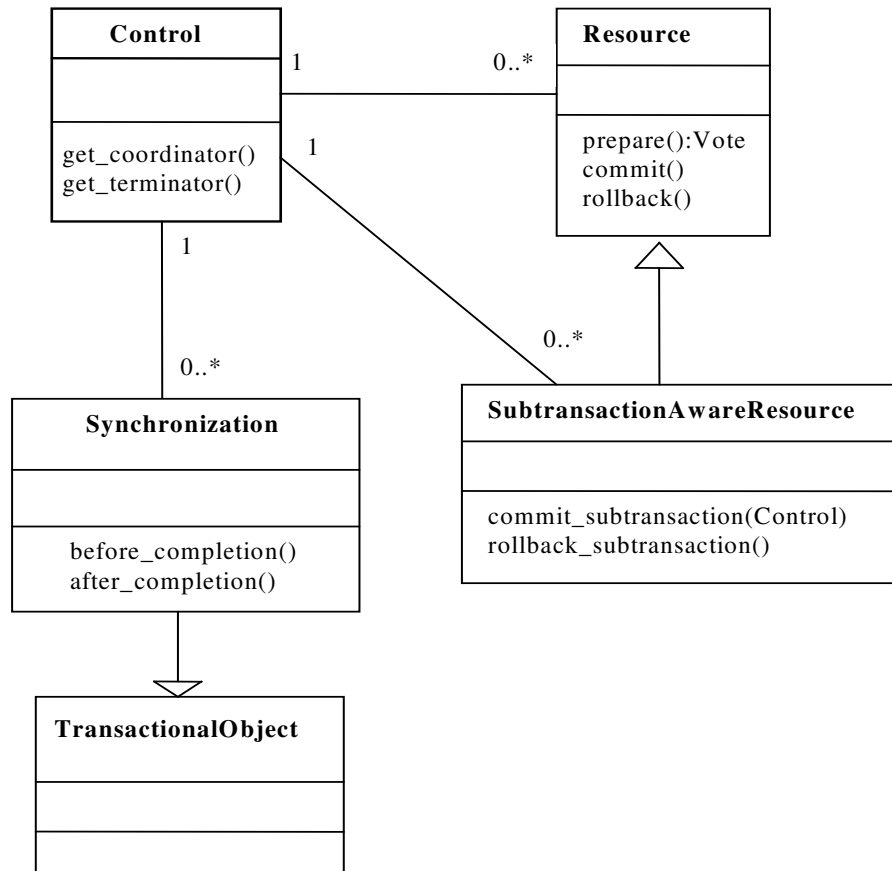 Control
get_coordinator()
get_terminator()
1
0..*
Resource
prepare():Vote
commit()
rollback()
1
0..*
1
0..*
Synchronization
before_completion()
after_completion()
SubtransactionAwareResource
commit_subtransaction(Control)
rollback_subtransaction()
TransactionalObject